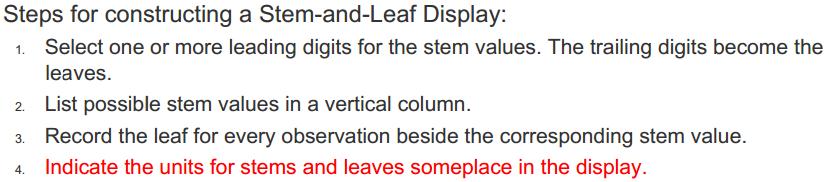 Steps for constructing a Stem-and-Leaf Display:
1. Select one or more leading digits for the stem values. The trailing digits become the
leaves.
2. List possible stem values in a vertical column.
3. Record the leaf for every observation beside the corresponding stem value.
4. Indicate the units for stems and leaves someplace in the display.